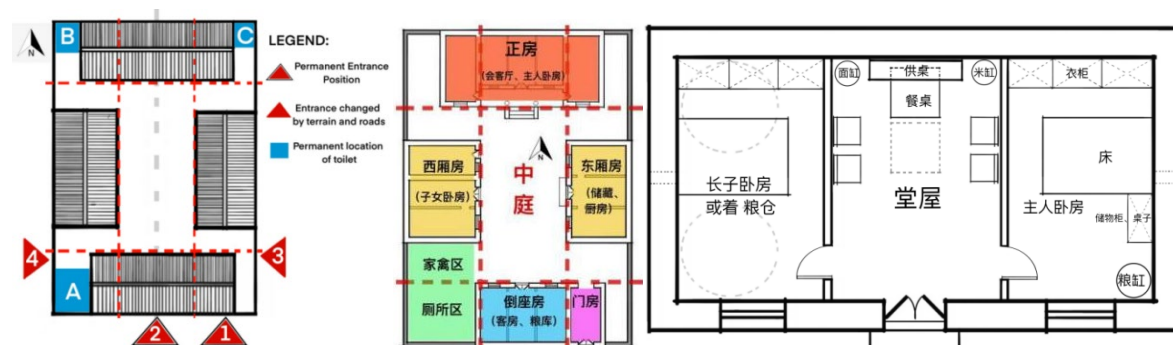 B
C
N
LEGEND:
Permanent Entrance
Position
Entrance changed
by terrain and roads
Permanent location
of toilet
4
3
A
2
1
正房
(会客厅、主人卧房)
N
西厢房
(子女卧房)
中
庭
东厢房
(储藏、
厨房)
家禽区
厕所区
倒座房
(客房、粮库)
门房
面缸
供桌
米缸
衣柜
餐桌
床
长子卧房
或着 粮仓
堂屋
主人卧房
储物柜、桌子
粮缸